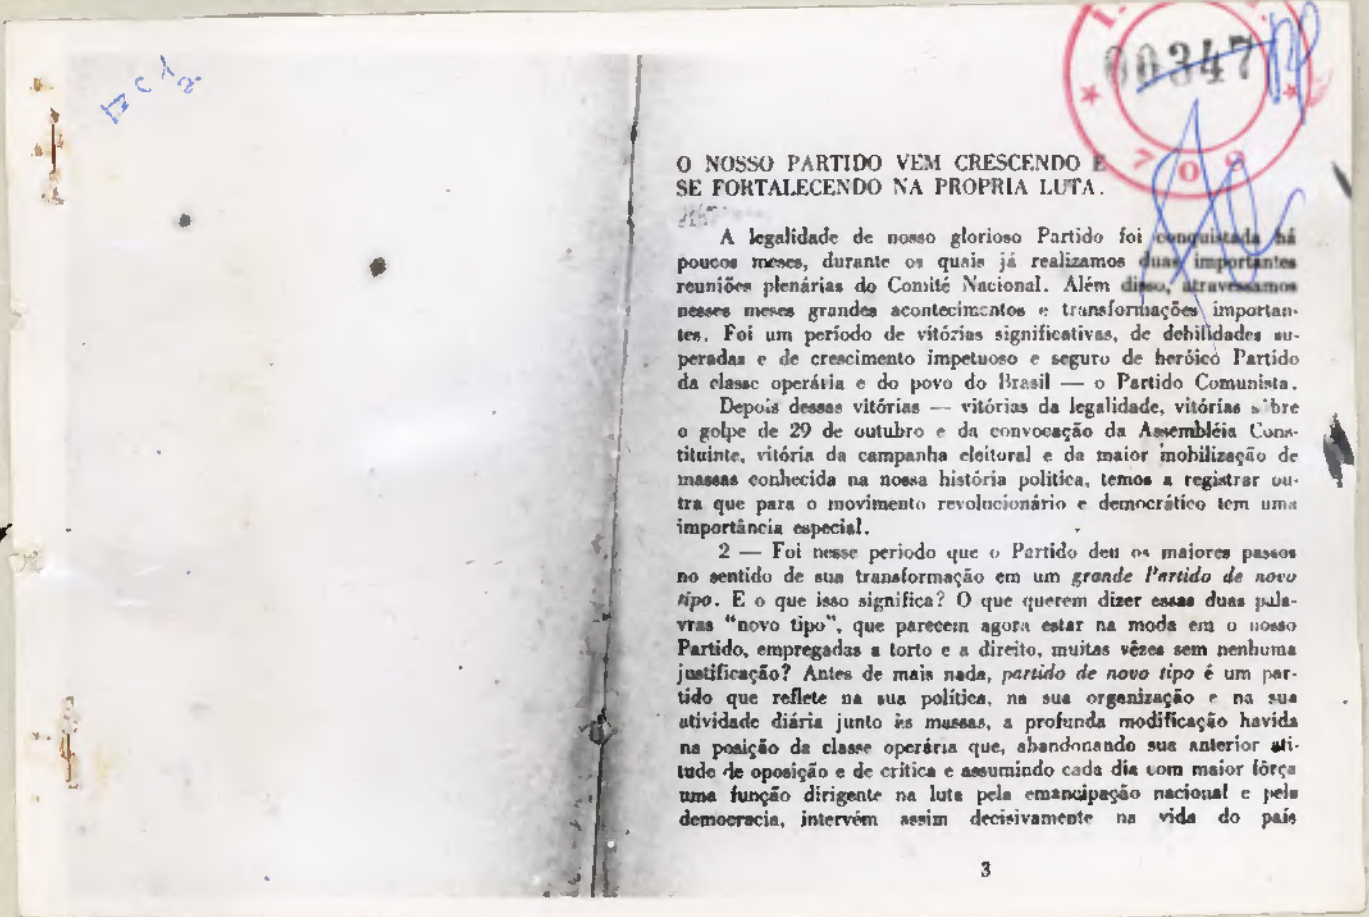 00347
O NOSSO PARTIDO VEM CRESCENDO E
SE FORTALECENDO NA PROPRIA LUTA.
A legalidade de nosso glorioso Partido foi conquistada há
poucos meses, durante os quais já realizamos duas importantes
reuniões plenárias do Comité Nacional. Além disso, atravessamos
nesses meses grandes acontecimentos e transformações importan-
tes. Foi um período de vitórias significativas, de debilidades su-
peradas e de crescimento impetuoso e seguro de heróico Partido
da classe operária e do povo do Brasil — o Partido Comunista.
Depois dessas vitórias — vitórias da legalidade, vitórias sôbre
o golpe de 29 de outubro e da convocação da Assembléia Cons-
tituinte, vitória da campanha eleitoral e da maior mobilização de
massas conhecida na nossa história politica, temos a registrar ou-
tra que para o movimento revolucionário e democrático tem uma
importância especial.
2 — Foi nesse periodo que o Partido deu os maiores passos
no sentido de sua transformação em um grande Partido de novo
tipo. E o que isso significa? O que querem dizer essas duas pala-
vras "novo tipo", que parecem agora estar na moda em o nosso
Partido, empregadas a torto e a direito, muitas vêzes sem nenhuma
justificação? Antes de mais nada, partido de novo tipo é um par-
tido que reflete na sua política, na sua organização e na sua
atividade diária junto às massas, a profunda modificação havida
na posição da classe operária que, abandonando sua anterior ati-
tude de oposição e de critica e assumindo cada dia com maior fôrça
uma função dirigente na luta pela emancipação nacional e pela
democracia, intervém assim decisivamente na vida do país
3